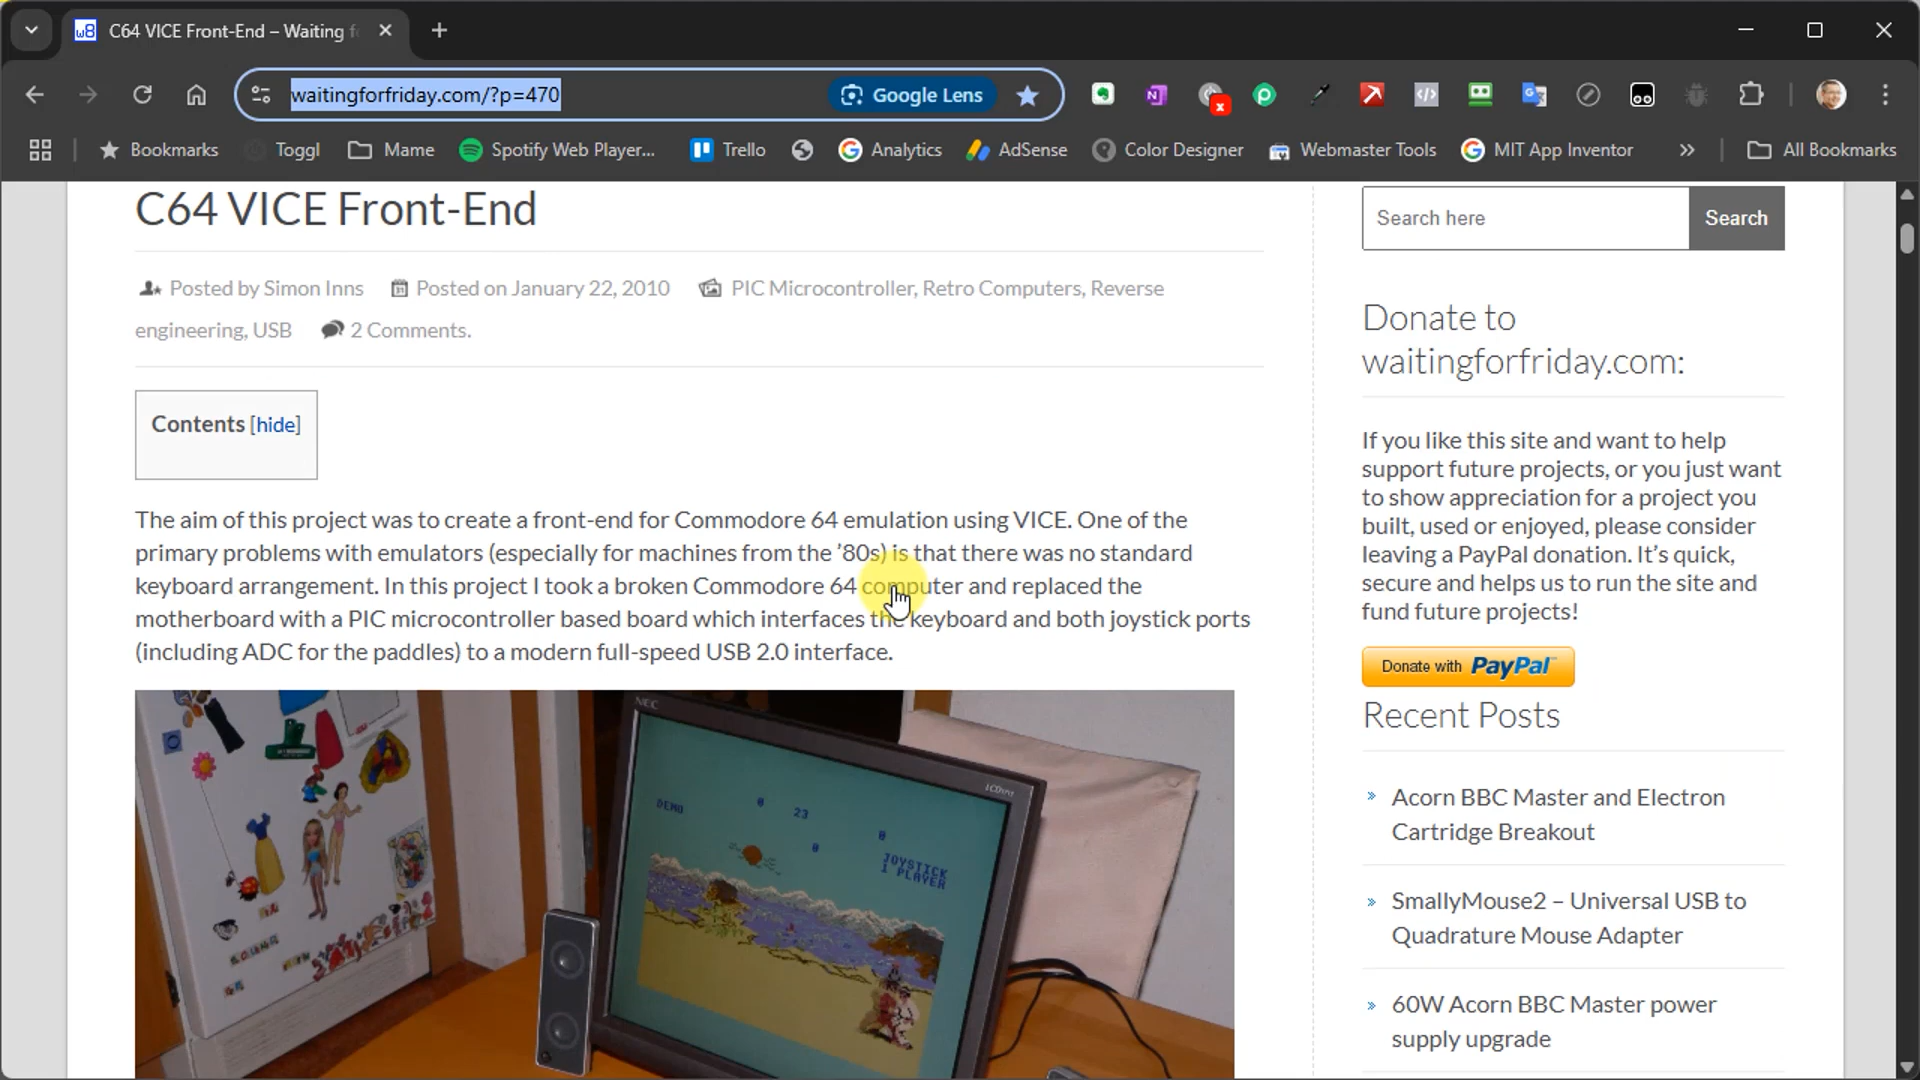 C64 VICE Front-End – Waiting f
waitingforfriday.com/?p=470
Google Lens
Bookmarks
Toggl
Mame
Spotify Web Player...
Trello
Analytics
AdSense
Color Designer
Webmaster Tools
MIT App Inventor
All Bookmarks
C64 VICE Front-End
Posted by Simon Inns Posted on January 22, 2010 PIC Microcontroller, Retro Computers, Reverse
engineering, USB 2 Comments.
Contents [hide]
The aim of this project was to create a front-end for Commodore 64 emulation using VICE. One of the
primary problems with emulators (especially for machines from the ’80s) is that there was no standard
keyboard arrangement. In this project I took a broken Commodore 64 computer and replaced the
motherboard with a PIC microcontroller based board which interfaces the keyboard and both joystick ports
(including ADC for the paddles) to a modern full-speed USB 2.0 interface.
NEC
DEMO 0 23 0
0
JOYSTICK
1 PLAYER
Search here Search
Donate to
waitingforfriday.com:
If you like this site and want to help
support future projects, or you just want
to show appreciation for a project you
built, used or enjoyed, please consider
leaving a PayPal donation. It’s quick,
secure and helps us to run the site and
fund future projects!
Donate with PayPal
Recent Posts
Acorn BBC Master and Electron
Cartridge Breakout
SmallyMouse2 – Universal USB to
Quadrature Mouse Adapter
60W Acorn BBC Master power
supply upgrade